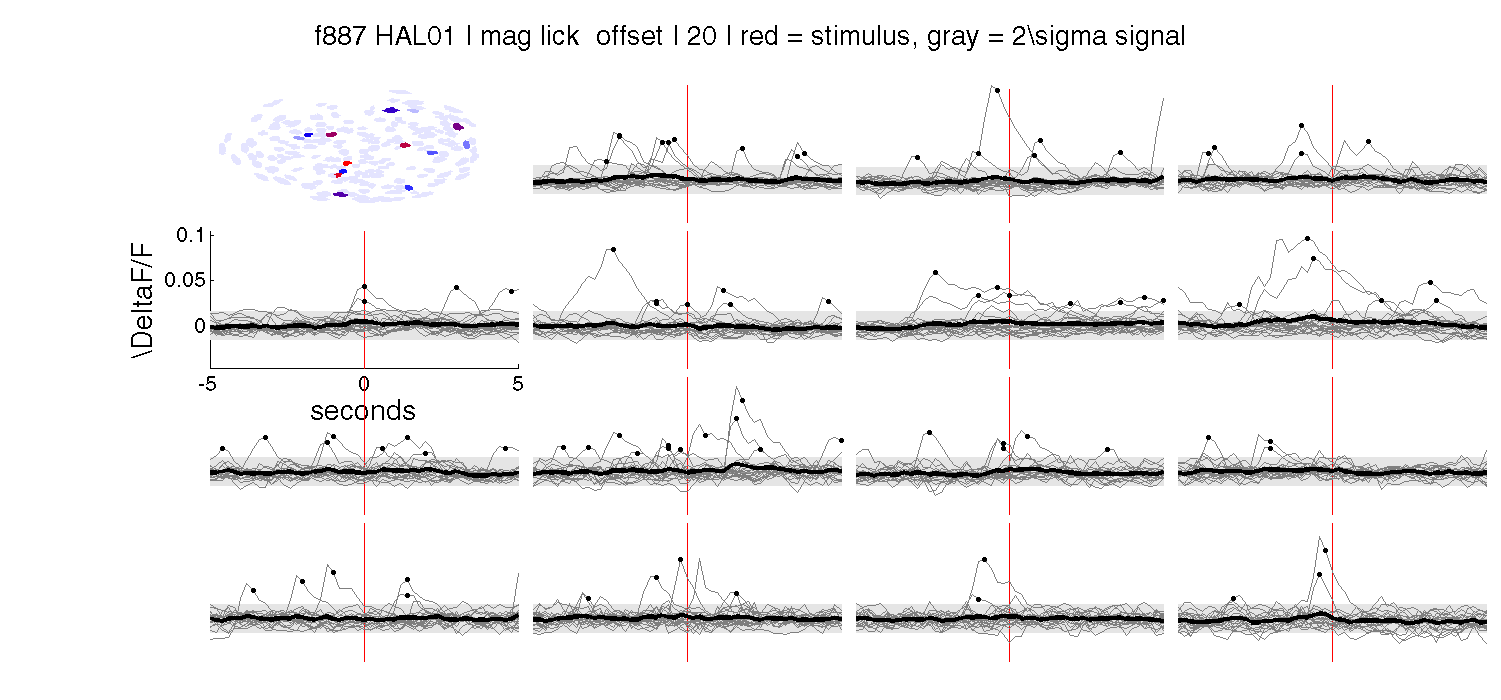 f887 HAL01 | mag lick  offset | 20 | red = stimulus, gray = 2\sigma signal
0.1
0.05
0
\DeltaF/F
-5 0 5
seconds